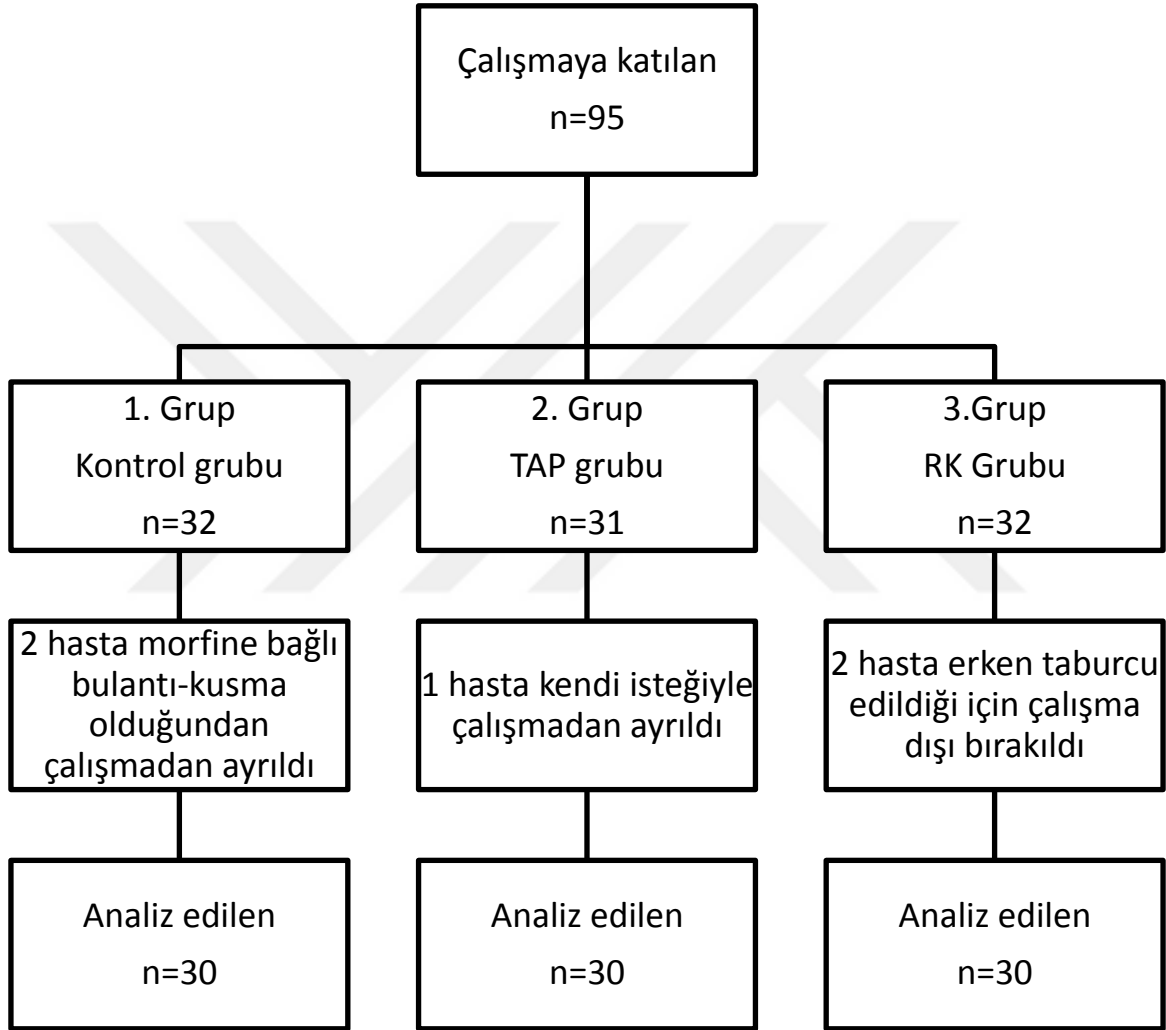 Çalışmaya katılan
n=95
1. Grup
Kontrol grubu
n=32
2. Grup
TAP grubu
n=31
3.Grup
RK Grubu
n=32
2 hasta morfine bağlı
bulantı-kusma
olduğundan
çalışmadan ayrıldı
1 hasta kendi isteğiyle
çalışmadan ayrıldı
2 hasta erken taburcu
edildiği için çalışma
dışı bırakıldı
Analiz edilen
n=30
Analiz edilen
n=30
Analiz edilen
n=30